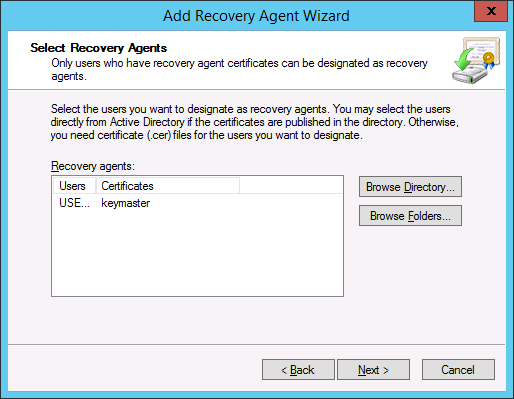 Add Recovery Agent Wizard
Select Recovery Agents
Only users who have recovery agent certificates can be designated as recovery
agents.
Select the users you want to designate as recovery agents. You may select the users
directly from Active Directory if the certificates are published in the directory. Otherwise,
you need certificate (.cer) files for the users you want to designate.
Recovery agents:
Users Certificates
USE... keymaster
Browse Directory...
Browse Folders...
< Back Next > Cancel